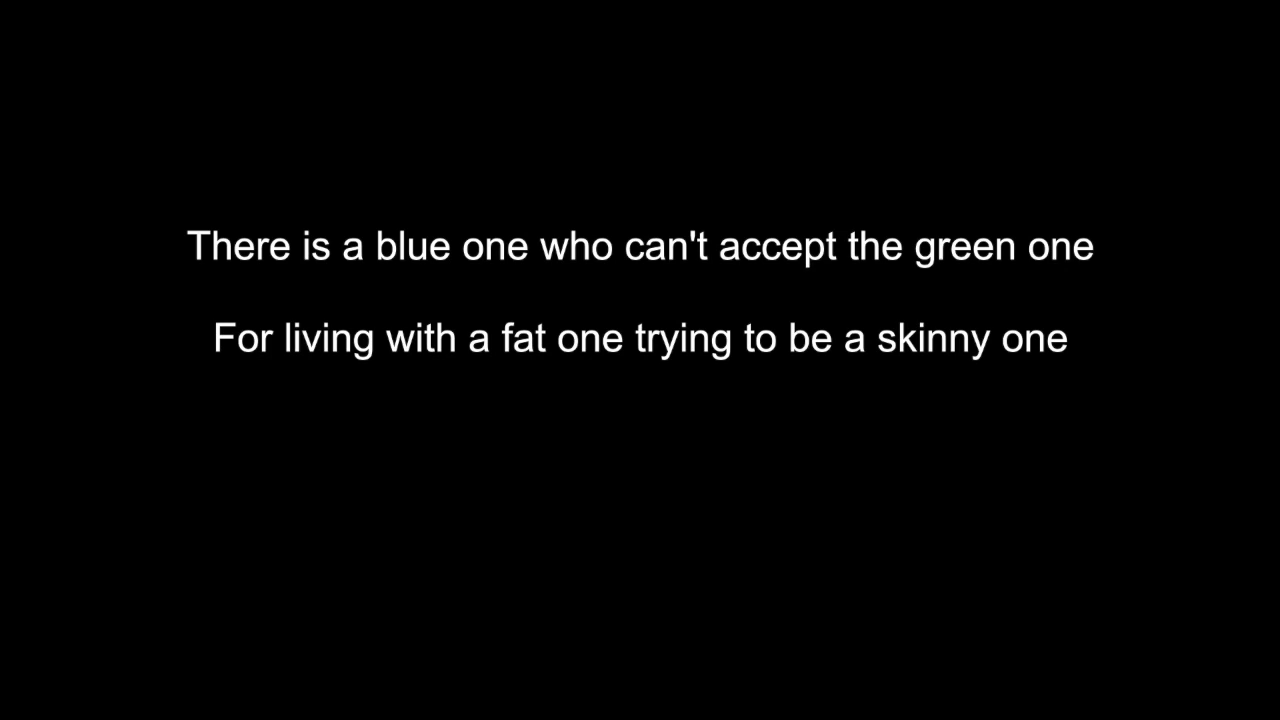 There is a blue one who can't accept the green one
For living with a fat one trying to be a skinny one